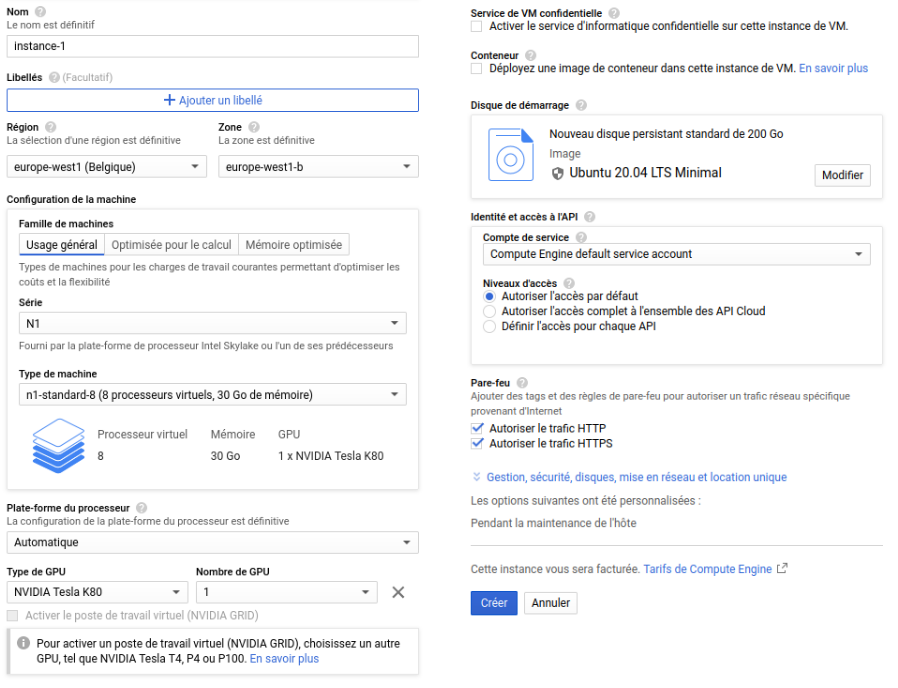 Nom
Le nom est définitif
instance-1
Libellés (Facultatif)
Ajouter un libellé
Région
La sélection d'une région est définitive
europe-west1 (Belgique)
Zone
La zone est définitive
europe-west1-b
Configuration de la machine
Famille de machines
Usage général
Optimisée pour le calcul
Mémoire optimisée
Types de machines pour les charges de travail courantes permettant d'optimiser les
coûts et la flexibilité
Série
N1
Fourni par la plate-forme de processeur Intel Skylake ou l'un de ses prédécesseurs
Type de machine
n1-standard-8 (8 processeurs virtuels, 30 Go de mémoire)
Processeur virtuel Mémoire GPU
8 30 Go 1 x NVIDIA Tesla K80
Plate-forme du processeur
La configuration de la plate-forme du processeur est définitive
Automatique
Type de GPU
NVIDIA Tesla K80
Nombre de GPU
1
Activer le poste de travail virtuel (NVIDIA GRID)
Pour activer un poste de travail virtuel (NVIDIA GRID), choisissez un autre
GPU, tel que NVIDIA Tesla T4, P4 ou P100. En savoir plus
Service de VM confidentielle
Activer le service d'informatique confidentielle sur cette instance de VM.
Conteneur
Déployez une image de conteneur dans cette instance de VM. En savoir plus
Disque de démarrage
Nouveau disque persistant standard de 200 Go
Image
Ubuntu 20.04 LTS Minimal
Modifier
Identité et accès à l'API
Compte de service
Compute Engine default service account
Niveaux d'accès
Autoriser l'accès par défaut
Autoriser l'accès complet à l'ensemble des API Cloud
Définir l'accès pour chaque API
Pare-feu
Ajouter des tags et des règles de pare-feu pour autoriser un trafic réseau spécifique
provenant d'Internet
Autoriser le trafic HTTP
Autoriser le trafic HTTPS
Gestion, sécurité, disques, mise en réseau et location unique
Les options suivantes ont été personnalisées :
Pendant la maintenance de l'hôte
Cette instance vous sera facturée. Tarifs de Compute Engine
Créer
Annuler